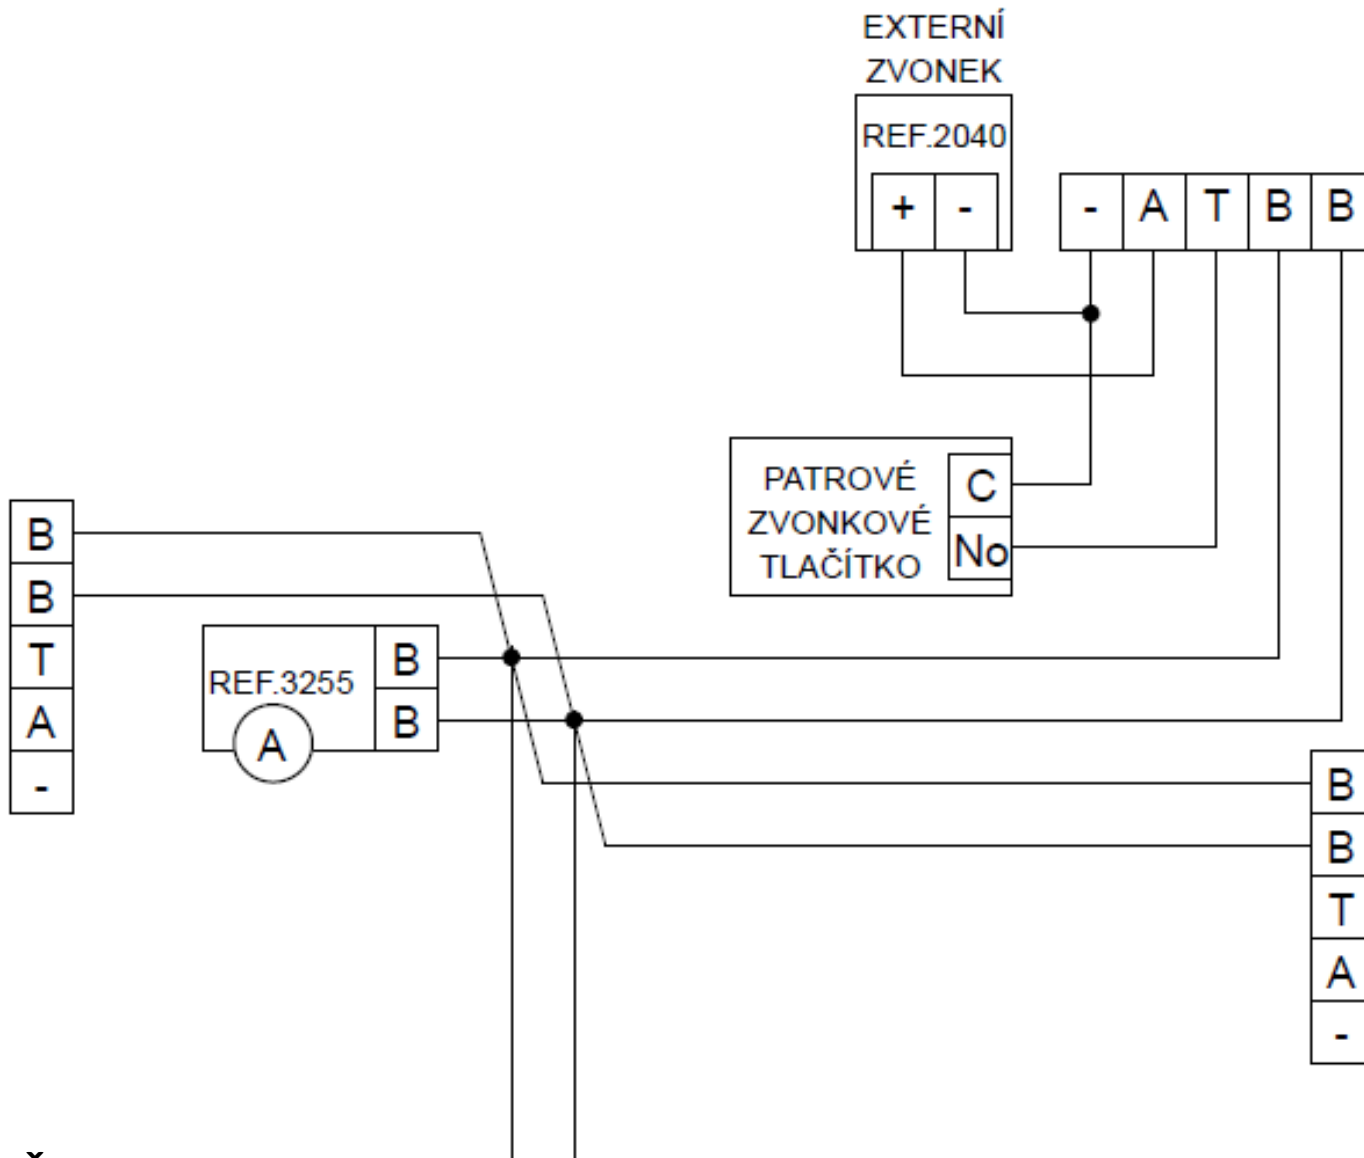 EXTERNÍ
ZVONEK
REF.2040
+ -
- A T B B
PATROVÉ
ZVONKOVÉ
TLAČÍTKO
C
No
B
B
T
A
-
REF.3255
A
B
B
B
B
T
A
-